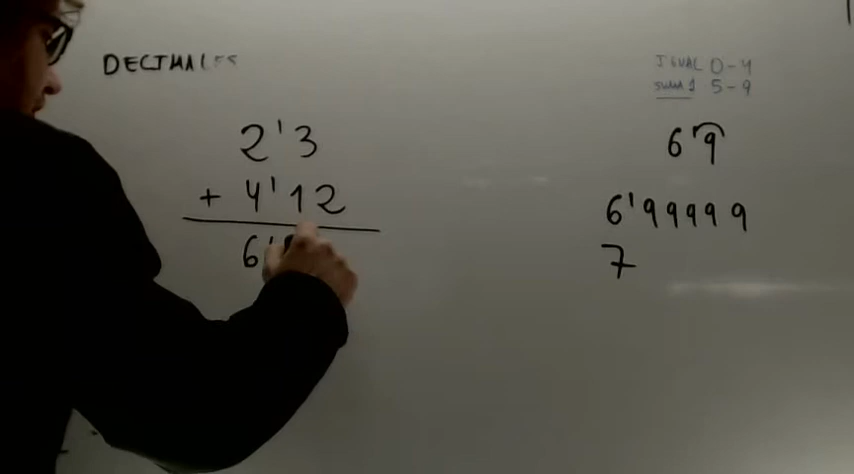 DECIMALES
2'3
+ 4'12
6'
IGUAL 0-4
SUMA 1 5-9
6'9
6'99999
7